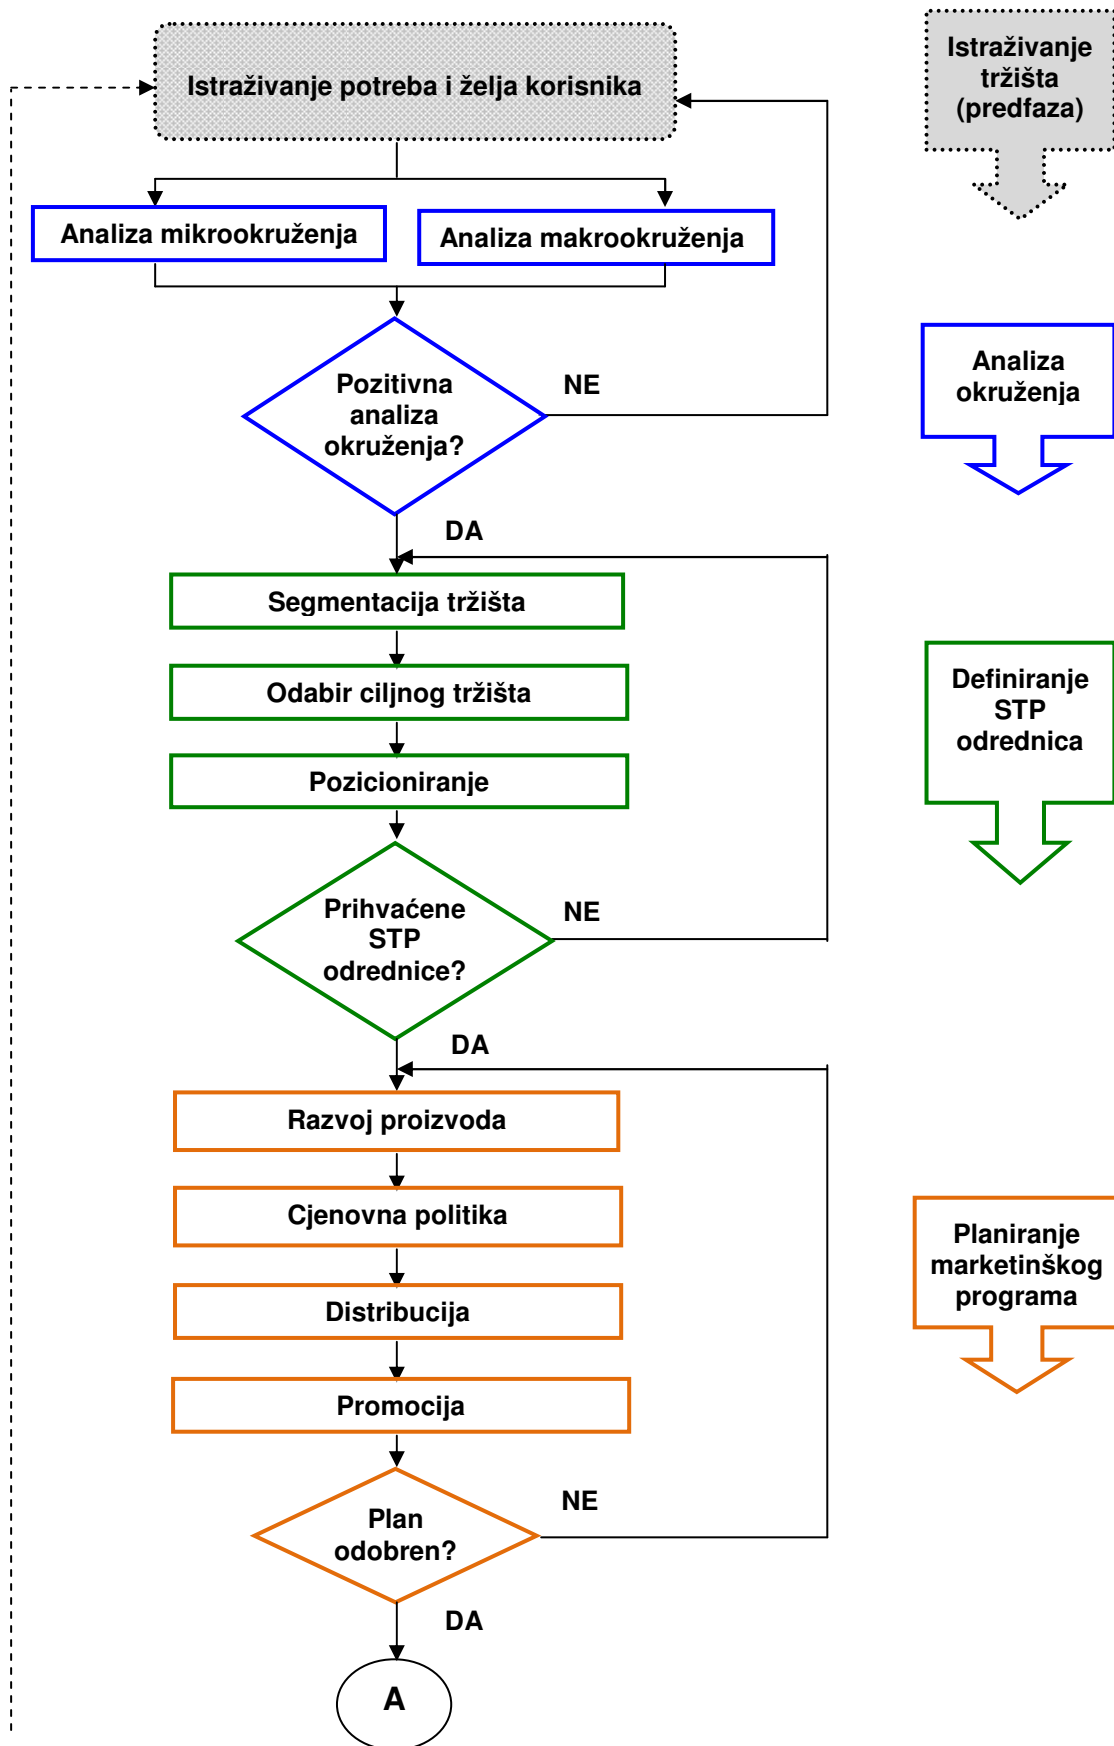 Istraživanje potreba i želja korisnika
Istraživanje
tržišta
(predfaza)
Analiza mikrookruženja
Analiza makrookruženja
Pozitivna
analiza
okruženja?
NE
Analiza
okruženja
DA
Segmentacija tržišta
Odabir ciljnog tržišta
Pozicioniranje
Definiranje
STP
odrednica
Prihvaćene
STP
odrednice?
NE
DA
Razvoj proizvoda
Cjenovna politika
Distribucija
Promocija
Planiranje
marketinškog
programa
Plan
odobren?
NE
DA
A